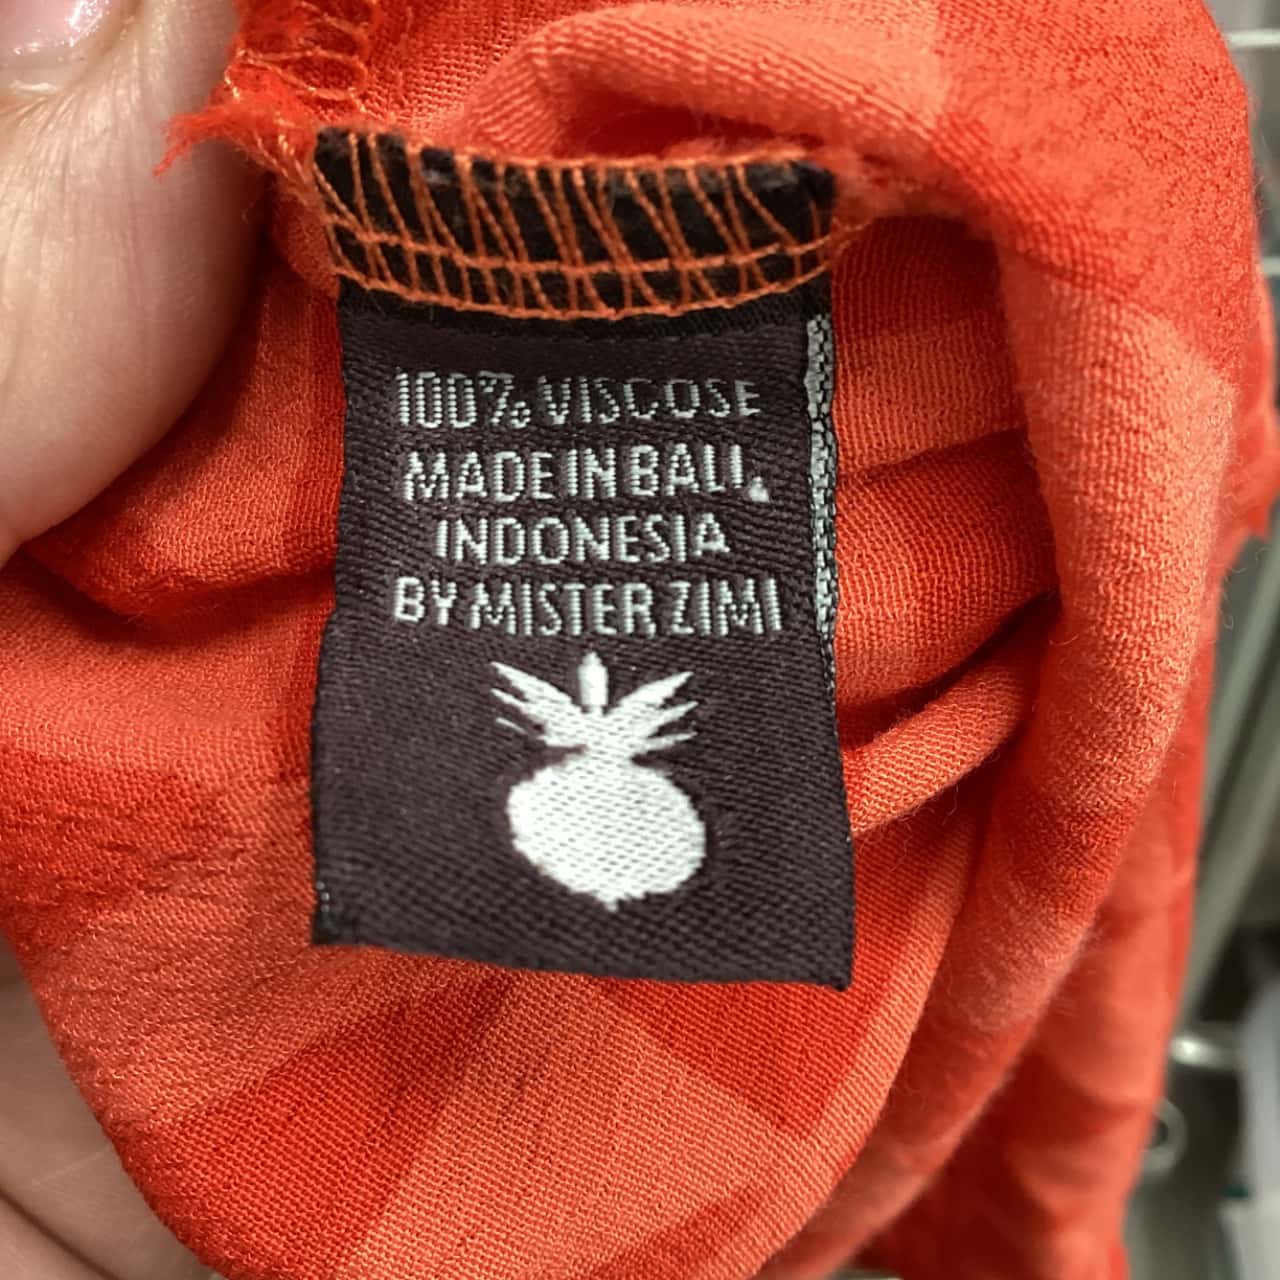 100% VISCOSE
MADE IN BALI,
INDONESIA
BY MISTER ZIMI